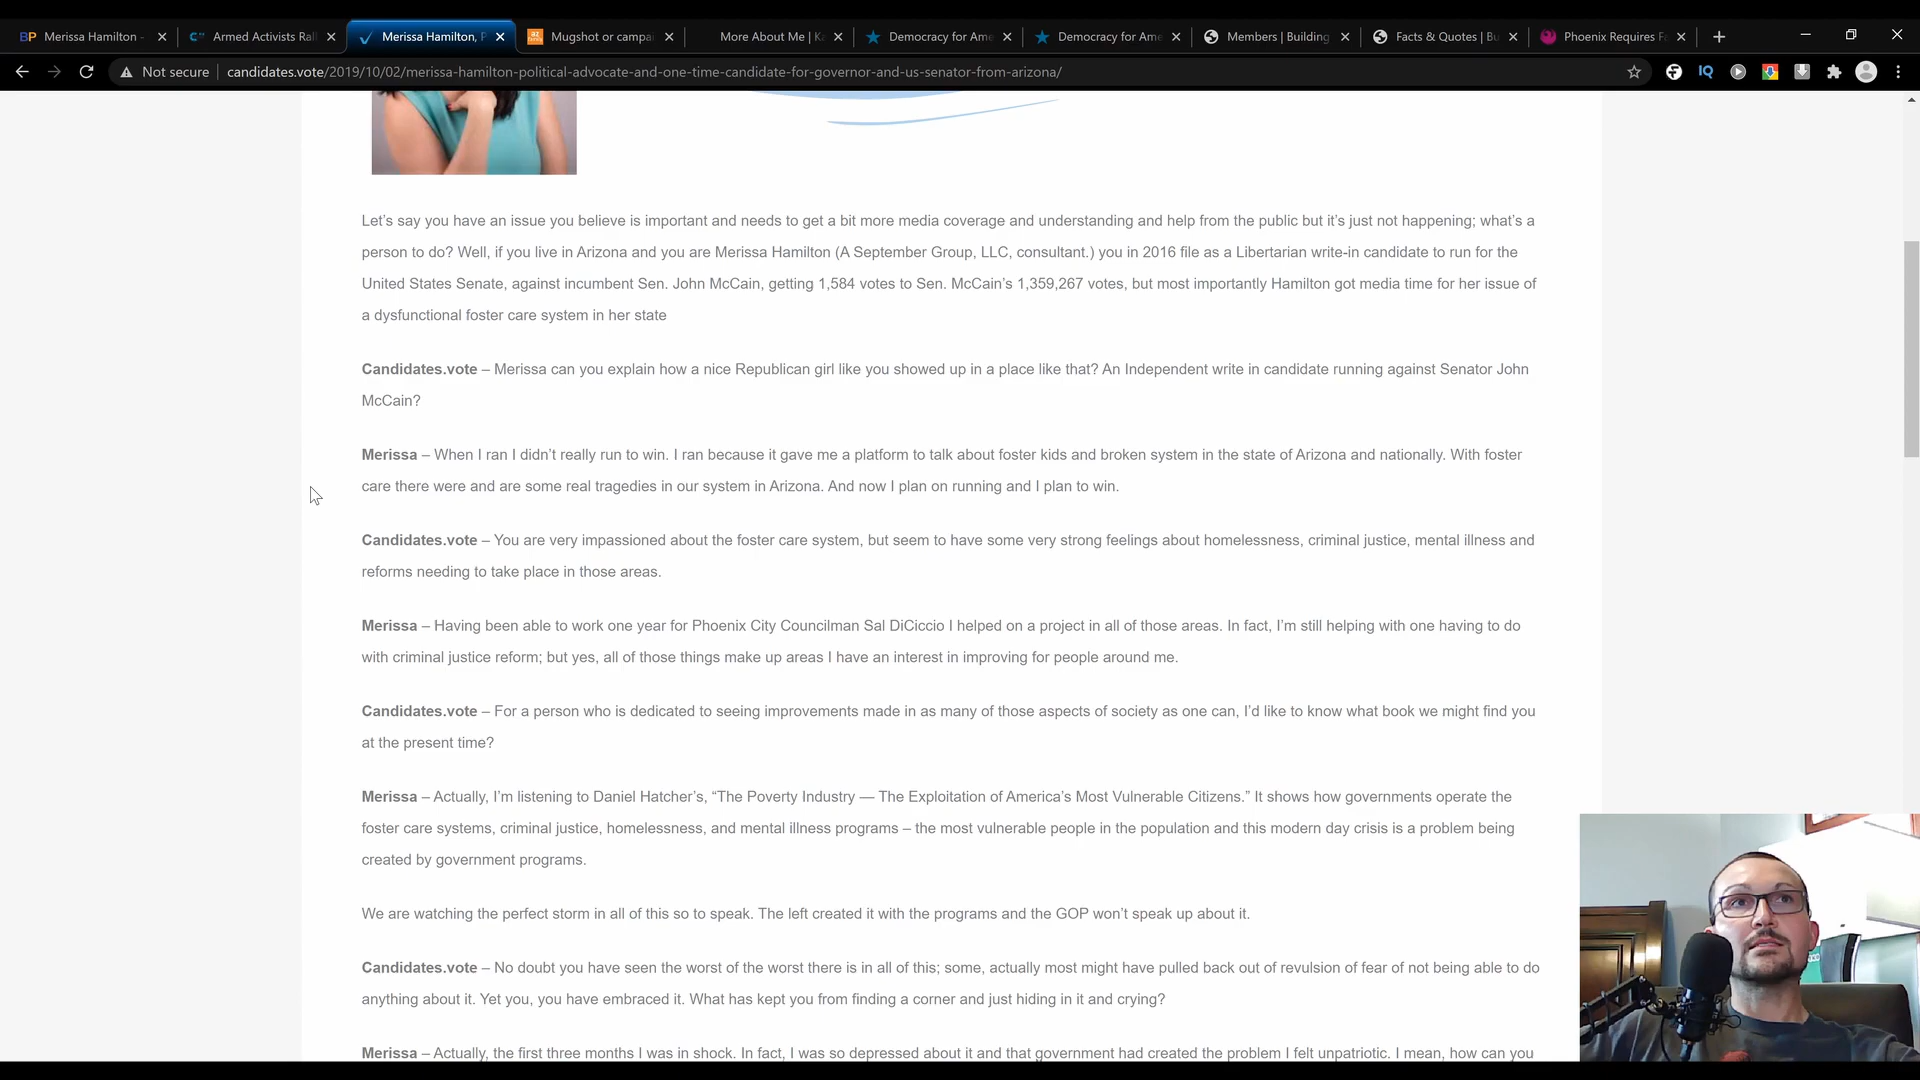 BP Merissa Hamilton -
Armed Activists Ral
Merissa Hamilton, P
Mugshot or campa
More About Me | Ka
Democracy for Ame
Democracy for Ame
Members | Building
Facts & Quotes | Bu
Phoenix Requires Fa
Not secure candidates.vote/2019/10/02/merissa-hamilton-political-advocate-and-one-time-candidate-for-governor-and-us-senator-from-arizona/
IQ
Let’s say you have an issue you believe is important and needs to get a bit more media coverage and understanding and help from the public but it’s just not happening; what’s a
person to do? Well, if you live in Arizona and you are Merissa Hamilton (A September Group, LLC, consultant.) you in 2016 file as a Libertarian write-in candidate to run for the
United States Senate, against incumbent Sen. John McCain, getting 1,584 votes to Sen. McCain’s 1,359,267 votes, but most importantly Hamilton got media time for her issue of
a dysfunctional foster care system in her state
Candidates.vote – Merissa can you explain how a nice Republican girl like you showed up in a place like that? An Independent write in candidate running against Senator John
McCain?
Merissa – When I ran I didn’t really run to win. I ran because it gave me a platform to talk about foster kids and broken system in the state of Arizona and nationally. With foster
care there were and are some real tragedies in our system in Arizona. And now I plan on running and I plan to win.
Candidates.vote – You are very impassioned about the foster care system, but seem to have some very strong feelings about homelessness, criminal justice, mental illness and
reforms needing to take place in those areas.
Merissa – Having been able to work one year for Phoenix City Councilman Sal DiCiccio I helped on a project in all of those areas. In fact, I’m still helping with one having to do
with criminal justice reform; but yes, all of those things make up areas I have an interest in improving for people around me.
Candidates.vote – For a person who is dedicated to seeing improvements made in as many of those aspects of society as one can, I’d like to know what book we might find you
at the present time?
Merissa – Actually, I’m listening to Daniel Hatcher’s, “The Poverty Industry — The Exploitation of America’s Most Vulnerable Citizens.” It shows how governments operate the
foster care systems, criminal justice, homelessness, and mental illness programs – the most vulnerable people in the population and this modern day crisis is a problem being
created by government programs.
We are watching the perfect storm in all of this so to speak. The left created it with the programs and the GOP won’t speak up about it.
Candidates.vote – No doubt you have seen the worst of the worst there is in all of this; some, actually most might have pulled back out of revulsion of fear of not being able to do
anything about it. Yet you, you have embraced it. What has kept you from finding a corner and just hiding in it and crying?
Merissa – Actually, the first three months I was in shock. In fact, I was so depressed about it and that government had created the problem I felt unpatriotic. I mean, how can you